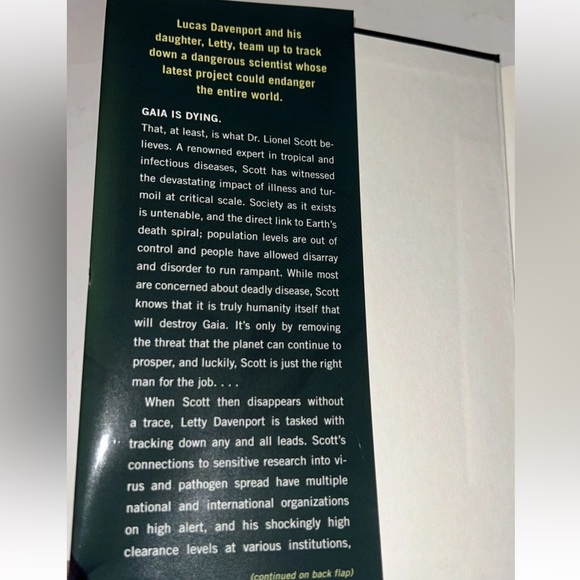 Lucas Davenport and his
daughter, Letty, team up to track
down a dangerous scientist whose
latest project could endanger
the entire world.
GAIA IS DYING.
That, at least, is what Dr. Lionel Scott be-
lieves. A renowned expert in tropical and
infectious diseases, Scott has witnessed
the devastating impact of illness and tur-
moil at critical scale. Society as it exists
is untenable, and the direct link to Earth's
death spiral; population levels are out of
control and people have allowed disarray
and disorder to run rampant. While most
are concerned about deadly disease, Scott
knows that it is truly humanity itself that
will destroy Gaia. It's only by removing
the threat that the planet can continue to
prosper, and luckily, Scott is just the right
man for the job. . . .
When Scott then disappears without
a trace, Letty Davenport is tasked with
tracking down any and all leads. Scott's
connections to sensitive research into vi-
rus and pathogen spread have multiple
national and international organizations
on high alert, and his shockingly high
clearance levels at various institutions,
(continued on back flap)